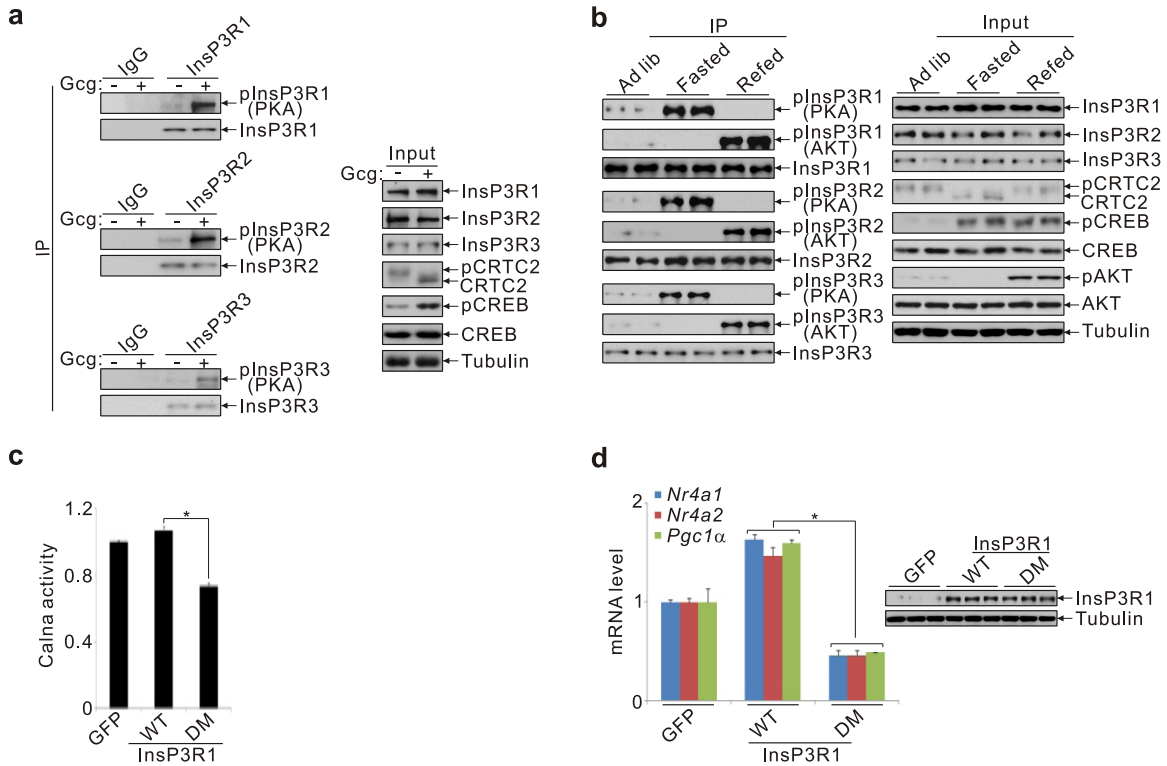 a
IgG InsP3R1
Gcg: - + - +
pInsP3R1
(PKA)
InsP3R1
IgG InsP3R2
Gcg: - + - +
pInsP3R2
(PKA)
InsP3R2
IP
IgG InsP3R3
Gcg: - + - +
pInsP3R3
(PKA)
InsP3R3
Input
Gcg: - +
InsP3R1
InsP3R2
InsP3R3
pCRTC2
CRTC2
pCREB
CREB
Tubulin
b
IP
Ad lib Fasted Refed
pInsP3R1
(PKA)
pInsP3R1
(AKT)
InsP3R1
pInsP3R2
(PKA)
pInsP3R2
(AKT)
InsP3R2
pInsP3R3
(PKA)
pInsP3R3
(AKT)
InsP3R3
Input
Ad lib Fasted Refed
InsP3R1
InsP3R2
InsP3R3
pCRTC2
CRTC2
pCREB
CREB
pAKT
AKT
Tubulin
c
Calna activity
1.2
0.8
0.4
0
*
GFP WT DM
InsP3R1
d
mRNA level
2
1
0
Nr4a1
Nr4a2
Pgc1α
*
GFP WT DM
InsP3R1
InsP3R1
GFP WT DM
InsP3R1
Tubulin